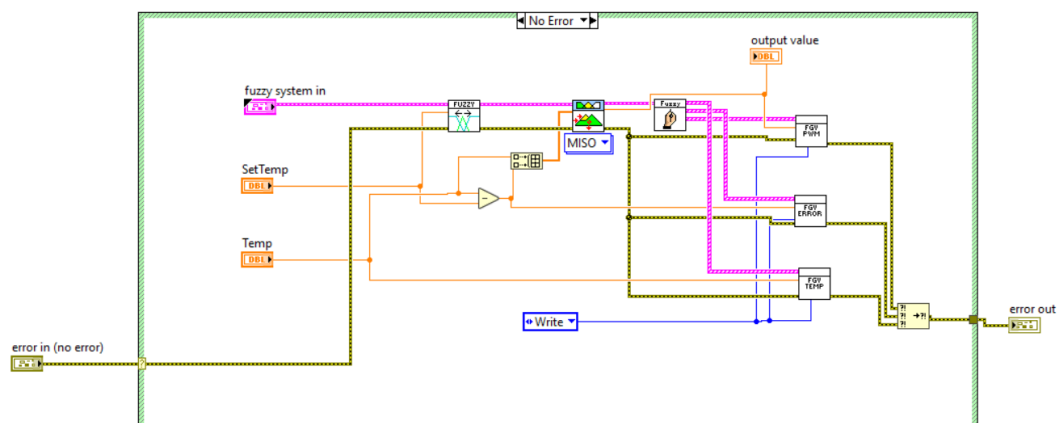 No Error
output value
DBL
fuzzy system in
FUZZY
Fuzzy
FGV
PWM
MISO
SetTemp
DBL
FGV
ERROR
Temp
DBL
FGV
TEMP
Write
error out
error in (no error)